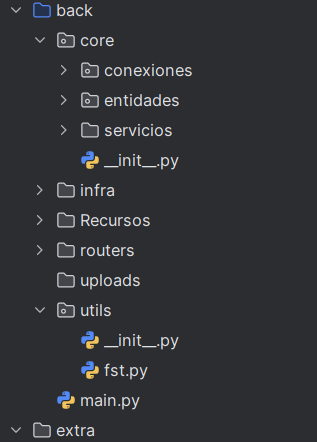 back
core
conexiones
entidades
servicios
__init__.py
infra
Recursos
routers
uploads
utils
__init__.py
fst.py
main.py
extra